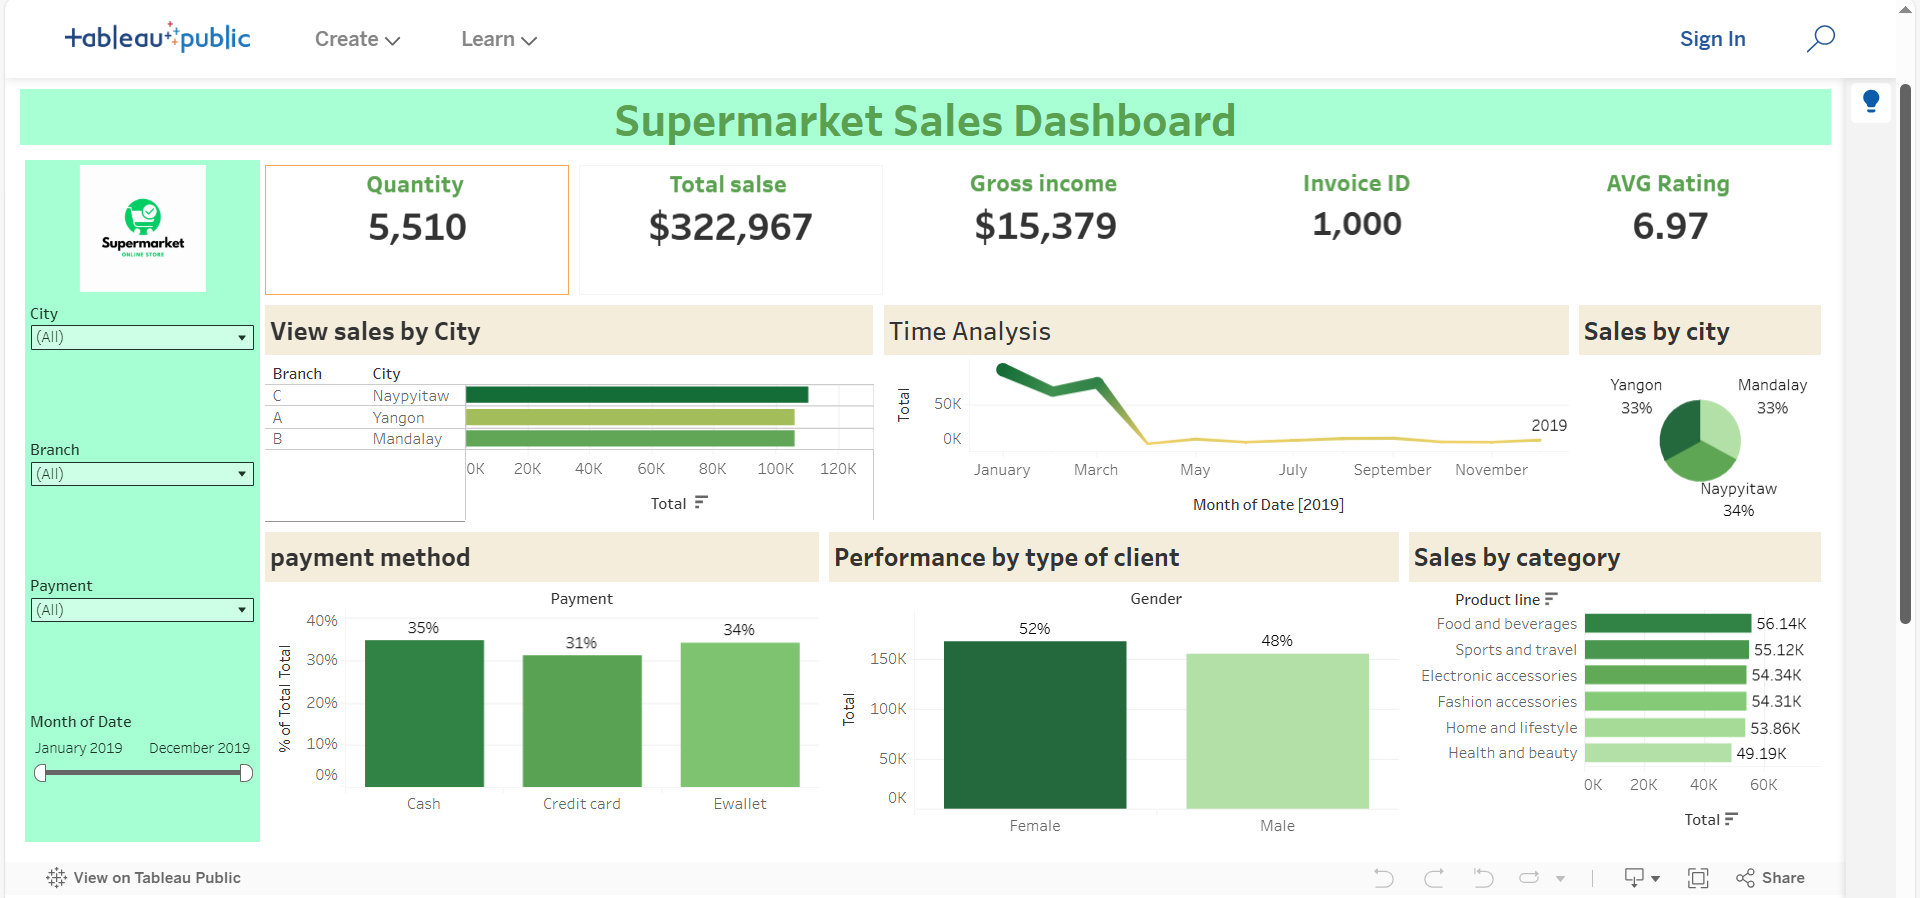 tableau public
Create
Learn
Sign In
Supermarket Sales Dashboard
Supermarket
ONLINE STORE
Quantity
5,510
Total salse
$322,967
Gross income
$15,379
Invoice ID
1,000
AVG Rating
6.97
City
(All)
Branch
(All)
Payment
(All)
Month of Date
January 2019 December 2019
View sales by City
Branch City
C Naypyitaw
A Yangon
B Mandalay
0K 20K 40K 60K 80K 100K 120K
Total
Time Analysis
Total
50K
0K
2019
January March May July September November
Month of Date [2019]
Sales by city
Yangon
33%
Mandalay
33%
Naypyitaw
34%
payment method
Payment
% of Total Total
40%
30%
20%
10%
0%
35%
31%
34%
Cash Credit card Ewallet
Performance by type of client
Gender
Total
150K
100K
50K
0K
52%
48%
Female Male
Sales by category
Product line
Food and beverages 56.14K
Sports and travel 55.12K
Electronic accessories 54.34K
Fashion accessories 54.31K
Home and lifestyle 53.86K
Health and beauty 49.19K
0K 20K 40K 60K
Total
View on Tableau Public
Share